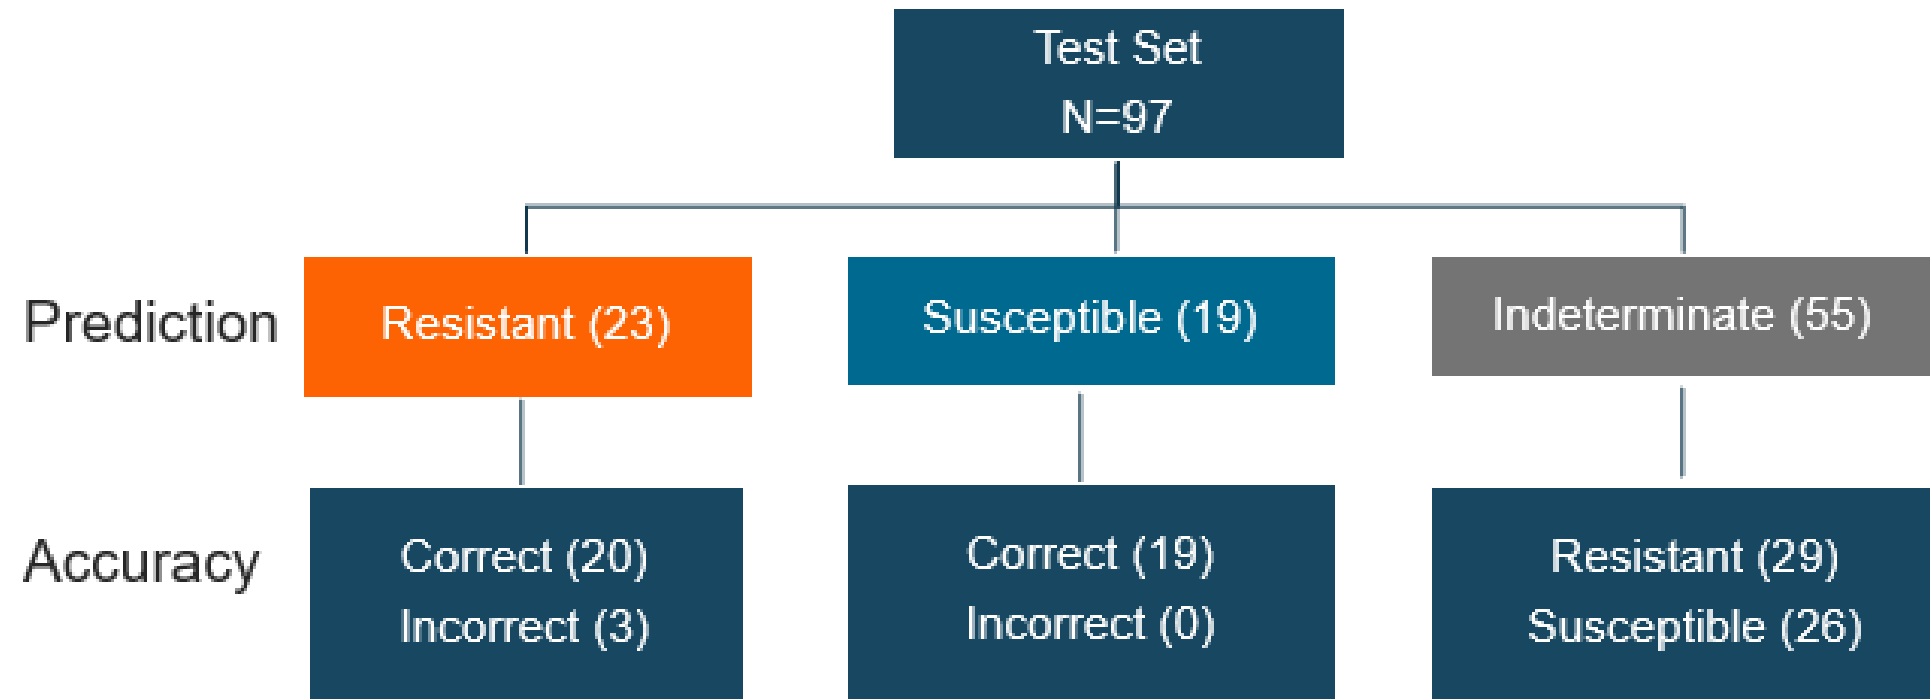 Test Set
N=97
Prediction
Resistant (23)
Susceptible (19)
Indeterminate (55)
Accuracy
Correct (20)
Incorrect (3)
Correct (19)
Incorrect (0)
Resistant (29)
Susceptible (26)